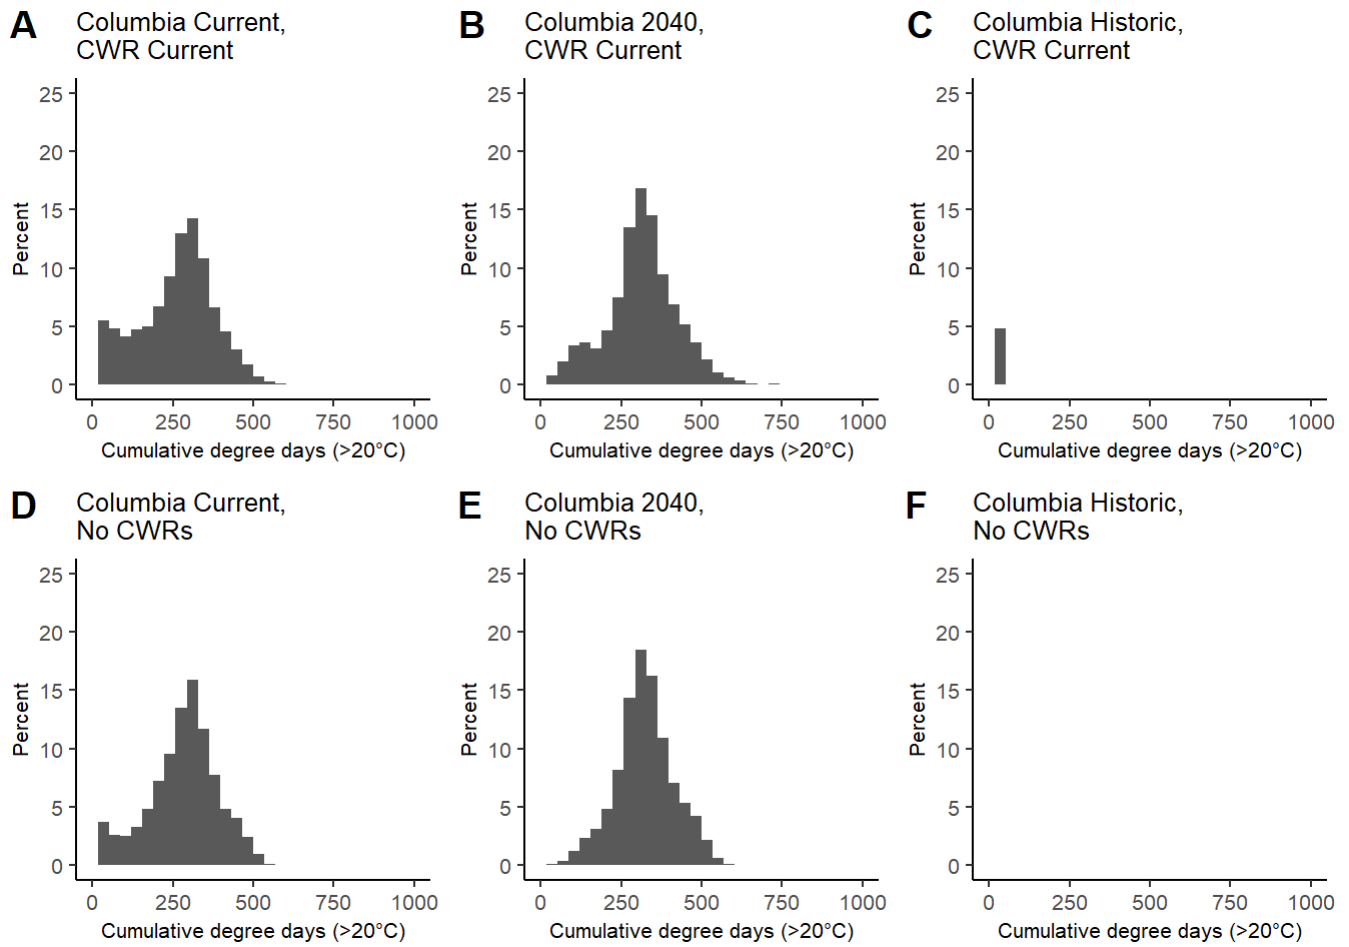 A Columbia Current,
CWR Current
25
20
15
10
5
0
Percent
0 250 500 750 1000
Cumulative degree days (>20°C)
B Columbia 2040,
CWR Current
25
20
15
10
5
0
Percent
0 250 500 750 1000
Cumulative degree days (>20°C)
C Columbia Historic,
CWR Current
25
20
15
10
5
0
Percent
0 250 500 750 1000
Cumulative degree days (>20°C)
D Columbia Current,
No CWRs
25
20
15
10
5
0
Percent
0 250 500 750 1000
Cumulative degree days (>20°C)
E Columbia 2040,
No CWRs
25
20
15
10
5
0
Percent
0 250 500 750 1000
Cumulative degree days (>20°C)
F Columbia Historic,
No CWRs
25
20
15
10
5
0
Percent
0 250 500 750 1000
Cumulative degree days (>20°C)